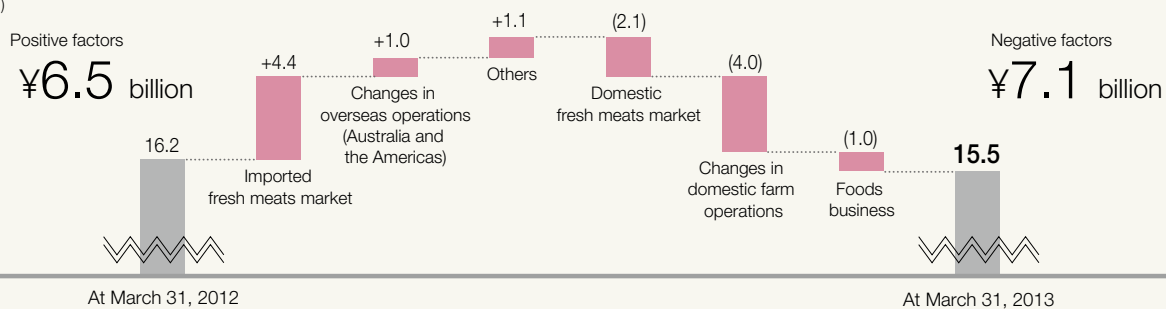 )
Positive factors
¥6.5 billion
16.2
+4.4
Imported
fresh meats market
+1.0
Changes in
overseas operations
(Australia and
the Americas)
+1.1
Others
(2.1)
Domestic
fresh meats market
(4.0)
Changes in
domestic farm
operations
(1.0)
Foods
business
Negative factors
¥7.1 billion
15.5
At March 31, 2012
At March 31, 2013